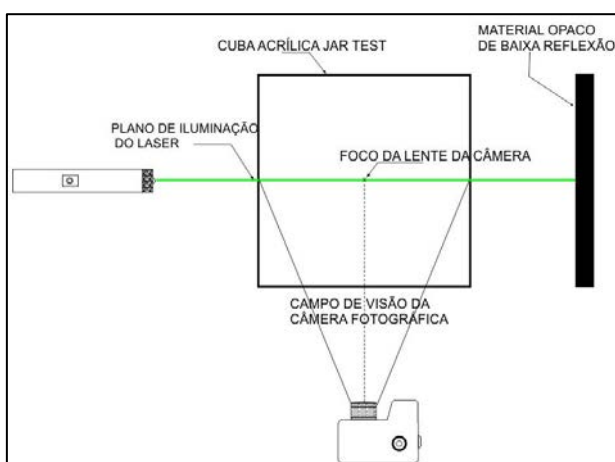 MATERIAL OPACO
DE BAIXA REFLEXÃO
CUBA ACRÍLICA JAR TEST
PLANO DE ILUMINAÇÃO
DO LASER
FOCO DA LENTE DA CÂMERA
CAMPO DE VISÃO DA
CÂMERA FOTOGRÁFICA